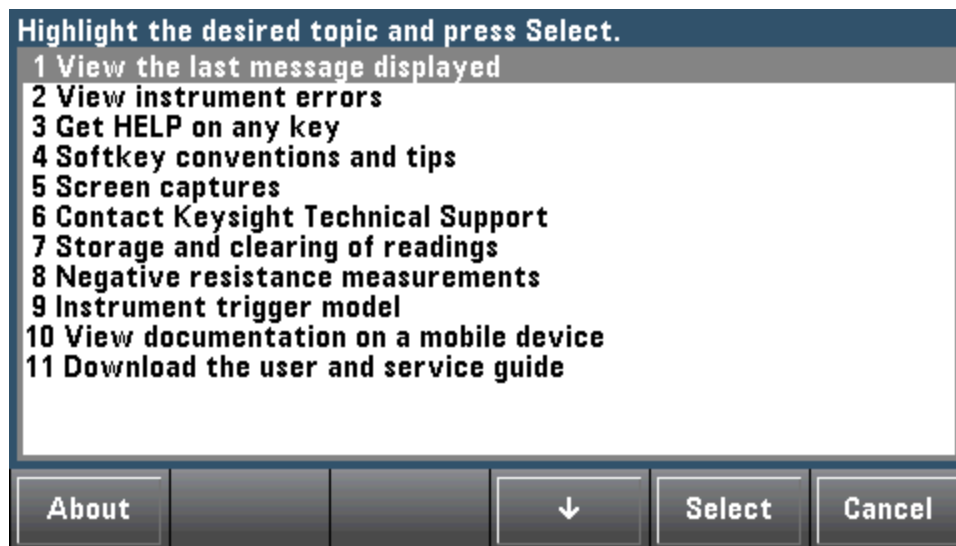 Highlight the desired topic and press Select.
1 View the last message displayed
2 View instrument errors
3 Get HELP on any key
4 Softkey conventions and tips
5 Screen captures
6 Contact Keysight Technical Support
7 Storage and clearing of readings
8 Negative resistance measurements
9 Instrument trigger model
10 View documentation on a mobile device
11 Download the user and service guide
About ↓ Select Cancel